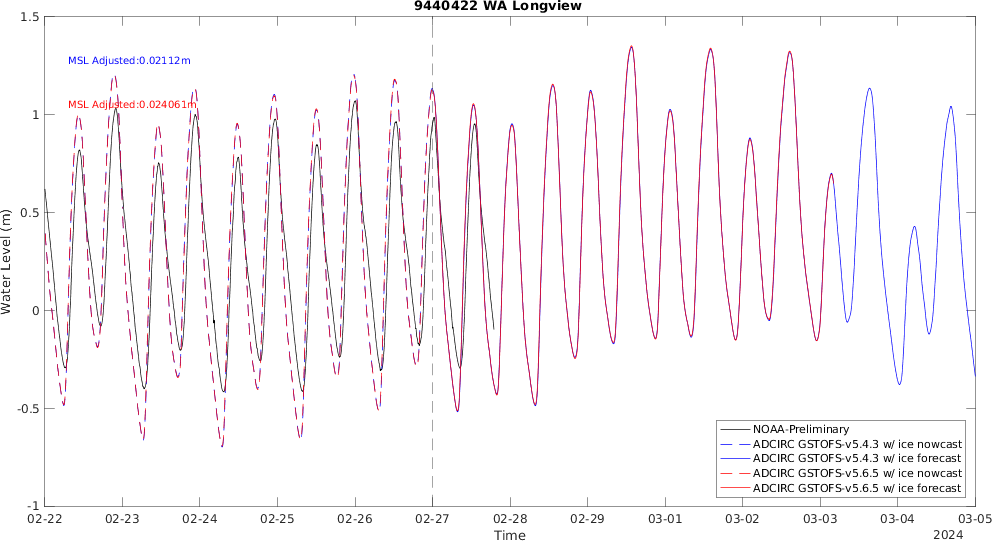 9440422 WA Longview
MSL Adjusted:0.02112m
MSL Adjusted:0.024061m
Water Level (m)
1.5
1
0.5
0
-0.5
-1
02-22 02-23 02-24 02-25 02-26 02-27 02-28 02-29 03-01 03-02 03-03 03-04 03-05
Time
2024
NOAA-Preliminary
ADCIRC GSTOFS-v5.4.3 w/ ice nowcast
ADCIRC GSTOFS-v5.4.3 w/ ice forecast
ADCIRC GSTOFS-v5.6.5 w/ ice nowcast
ADCIRC GSTOFS-v5.6.5 w/ ice forecast